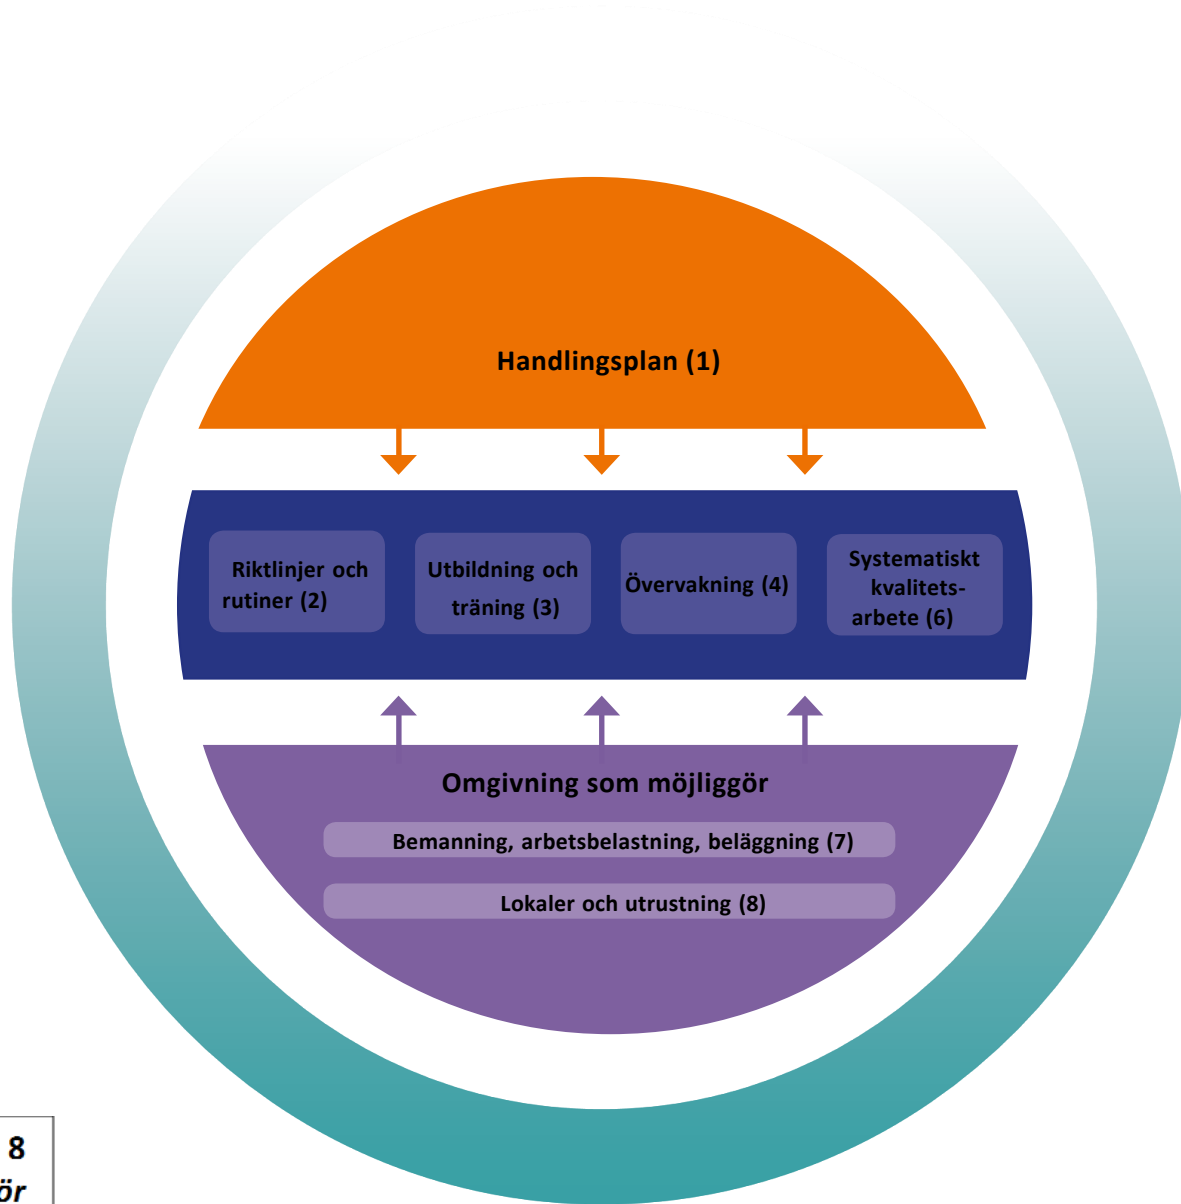 Handlingsplan (1)
Riktlinjer och
rutiner (2)
Utbildning och
träning (3)
Övervakning (4)
Systematiskt
kvalitets-
arbete (6)
Omgivning som möjliggör
Bemanning, arbetsbelastning, beläggning (7)
Lokaler och utrustning (8)
8
ör